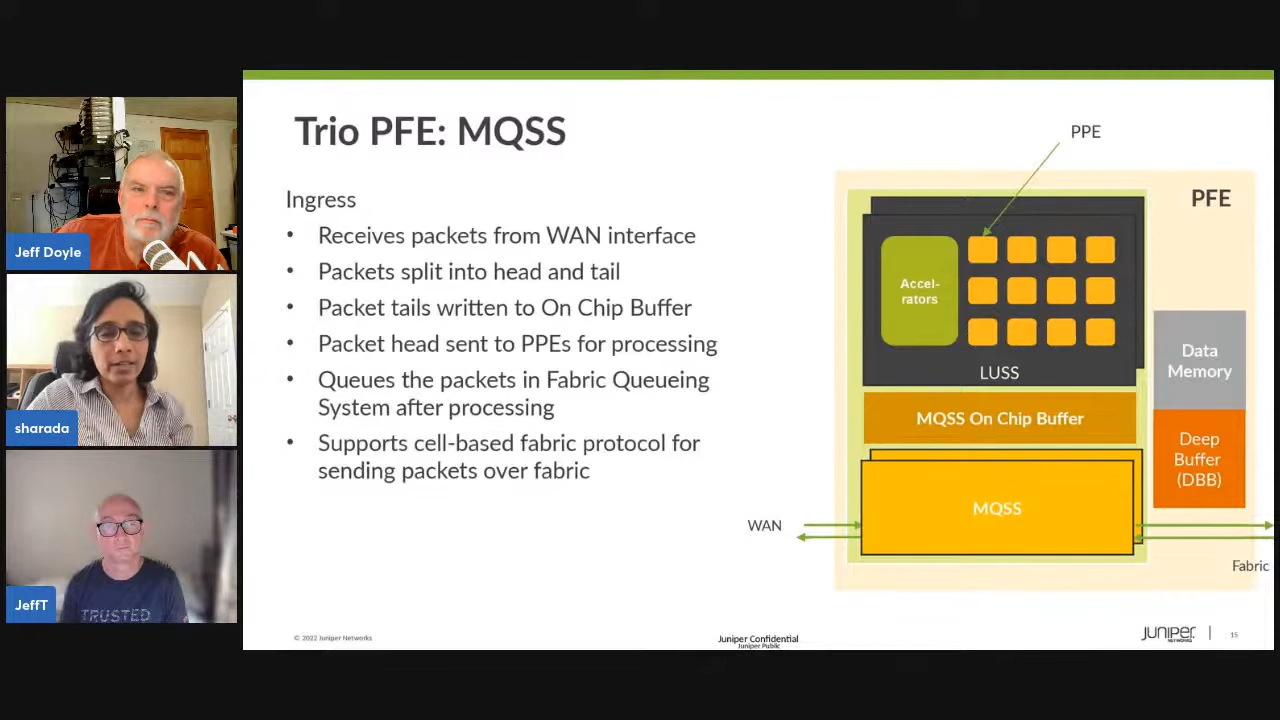 Jeff Doyle
sharada
JeffT
TRUSTED
Trio PFE: MQSS
Ingress
• Receives packets from WAN interface
• Packets split into head and tail
• Packet tails written to On Chip Buffer
• Packet head sent to PPEs for processing
• Queues the packets in Fabric Queueing
System after processing
• Supports cell-based fabric protocol for
sending packets over fabric
PPE
PFE
Accel-
rators
LUSS
MQSS On Chip Buffer
MQSS
Data
Memory
Deep
Buffer
(DBB)
WAN
Fabric
© 2022 Juniper Networks
Juniper Confidential
Juniper Public
JUNIPER
NETWORKS
15